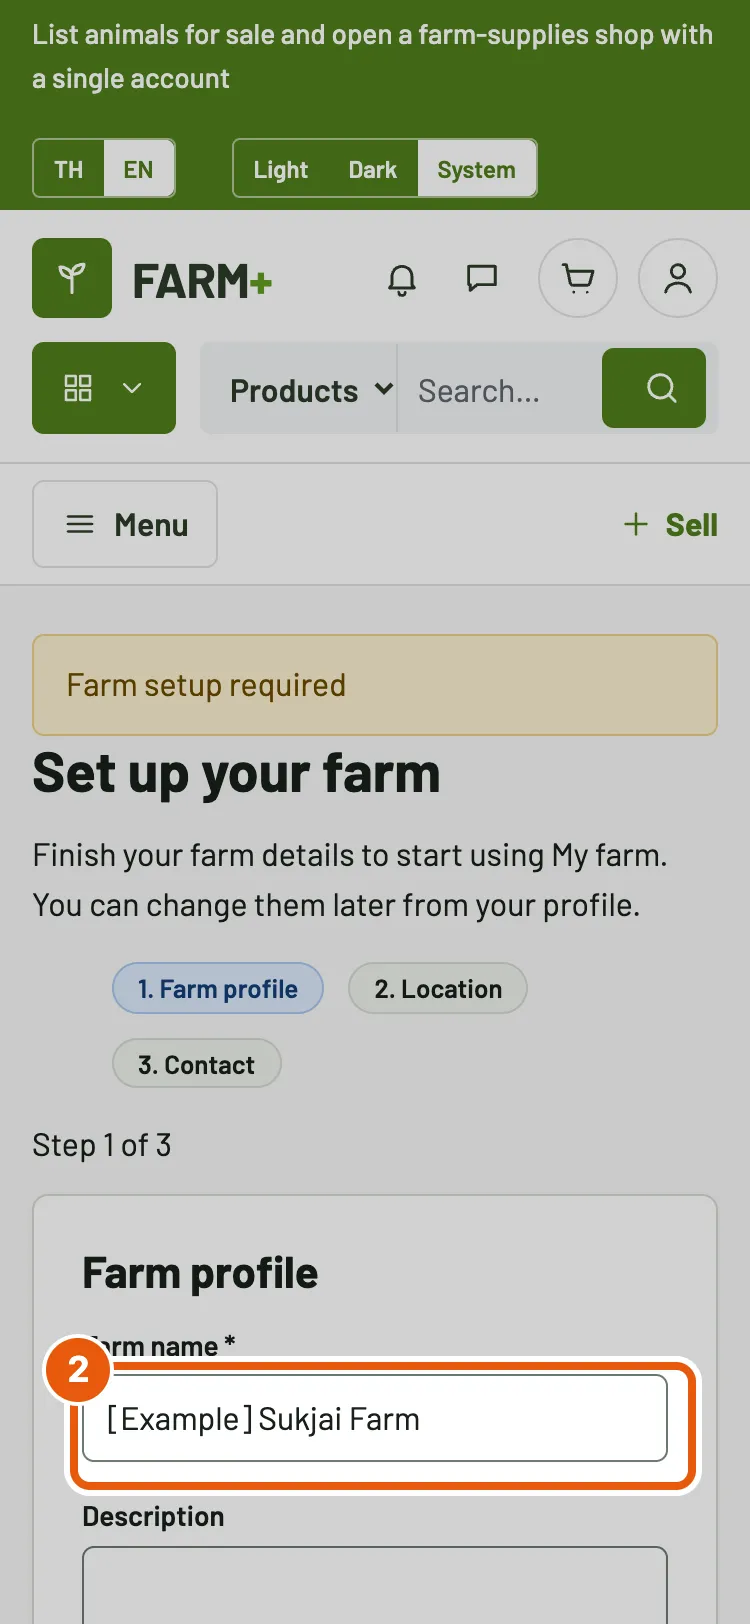 List animals for sale and open a farm-supplies shop with
a single account
TH EN Light Dark System
FARM+
Products Search...
Menu + Sell
Farm setup required
Set up your farm
Finish your farm details to start using My farm.
You can change them later from your profile.
1. Farm profile 2. Location
3. Contact
Step 1 of 3
Farm profile
Farm name *
2
[Example] Sukjai Farm
Description